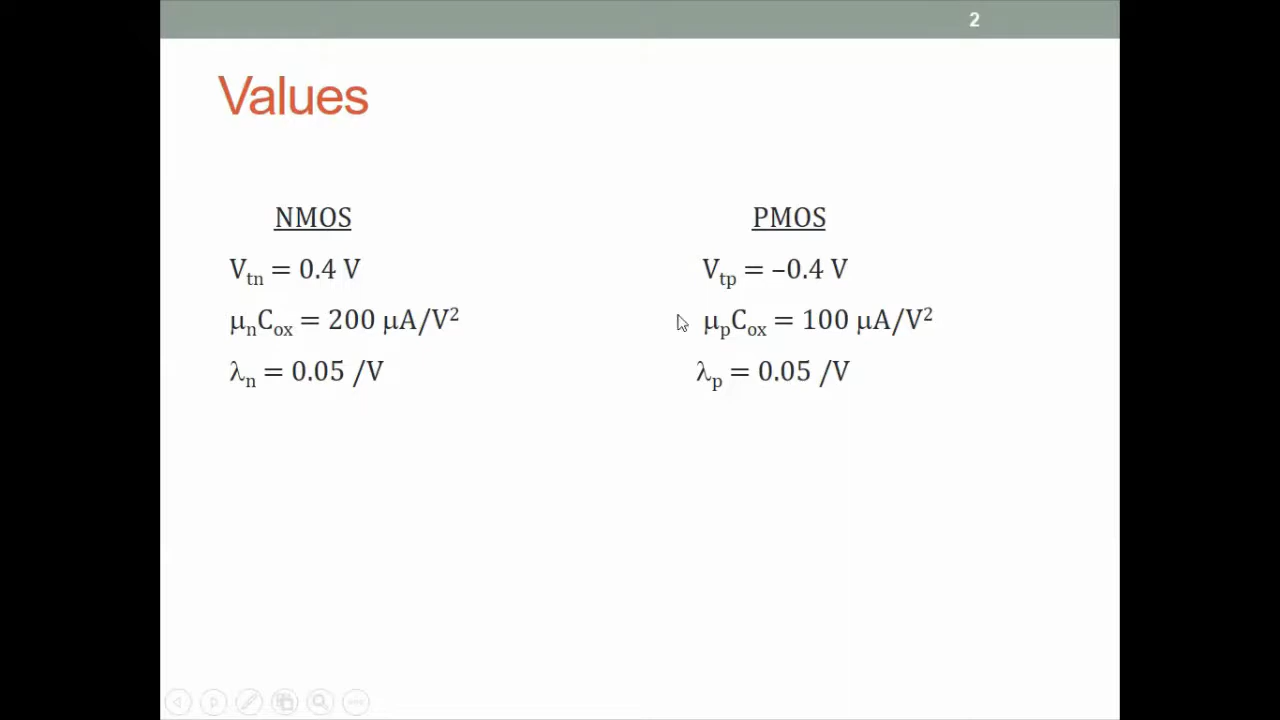 2
Values
NMOS
V_tn = 0.4 V
μ_nC_ox = 200 μA/V²
λ_n = 0.05 /V
PMOS
V_tp = –0.4 V
μ_pC_ox = 100 μA/V²
λ_p = 0.05 /V